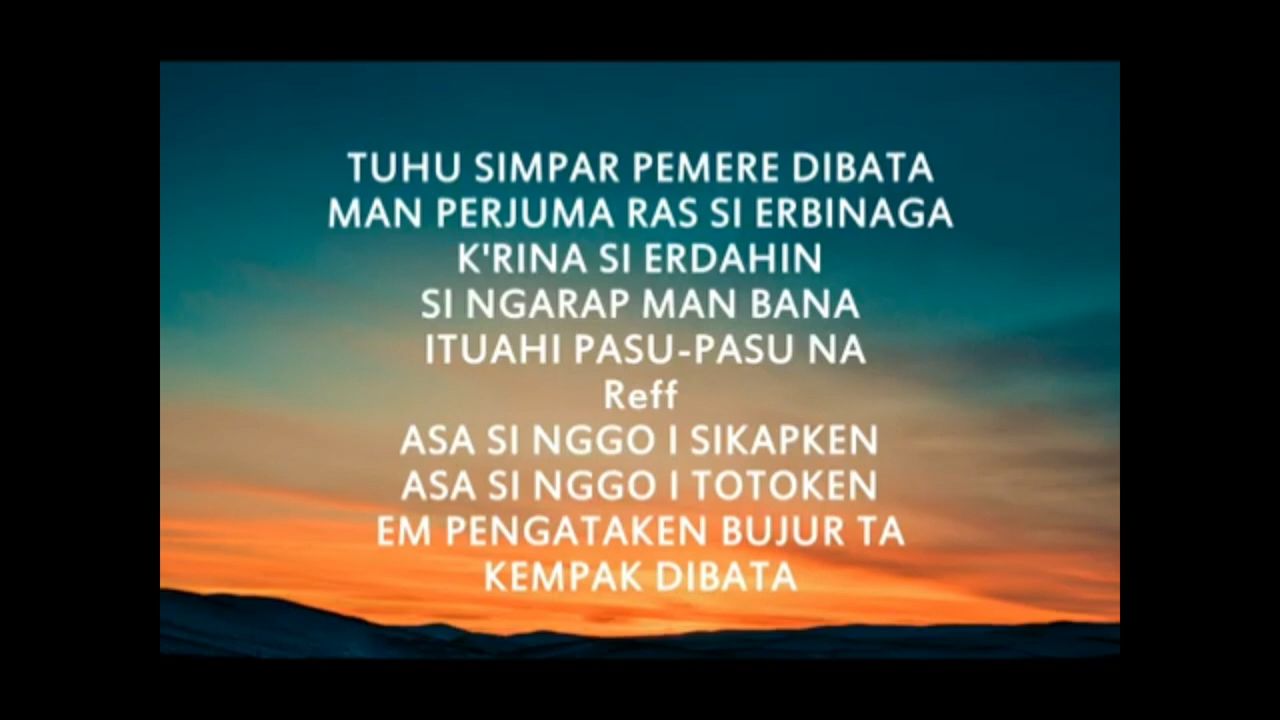 TUHU SIMPAR PEMERE DIBATA
MAN PERJUMA RAS SI ERBINAGA
K'RINA SI ERDAHIN
SI NGARAP MAN BANA
ITUAHI PASU-PASU NA
Reff
ASA SI NGGO I SIKAPKEN
ASA SI NGGO I TOTOKEN
EM PENGATAKEN BUJUR TA
KEMPAK DIBATA